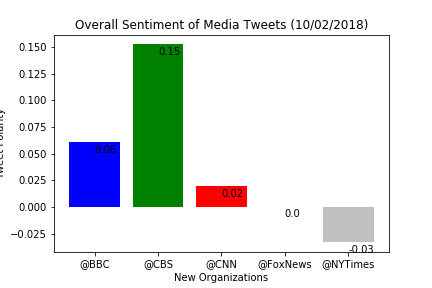 Overall Sentiment of Media Tweets (10/02/2018)
Tweet Polarity
0.150
0.125
0.100
0.075
0.050
0.025
0.000
−0.025
0.06
0.15
0.02
0.0
-0.03
@BBC
@CBS
@CNN
@FoxNews
@NYTimes
New Organizations